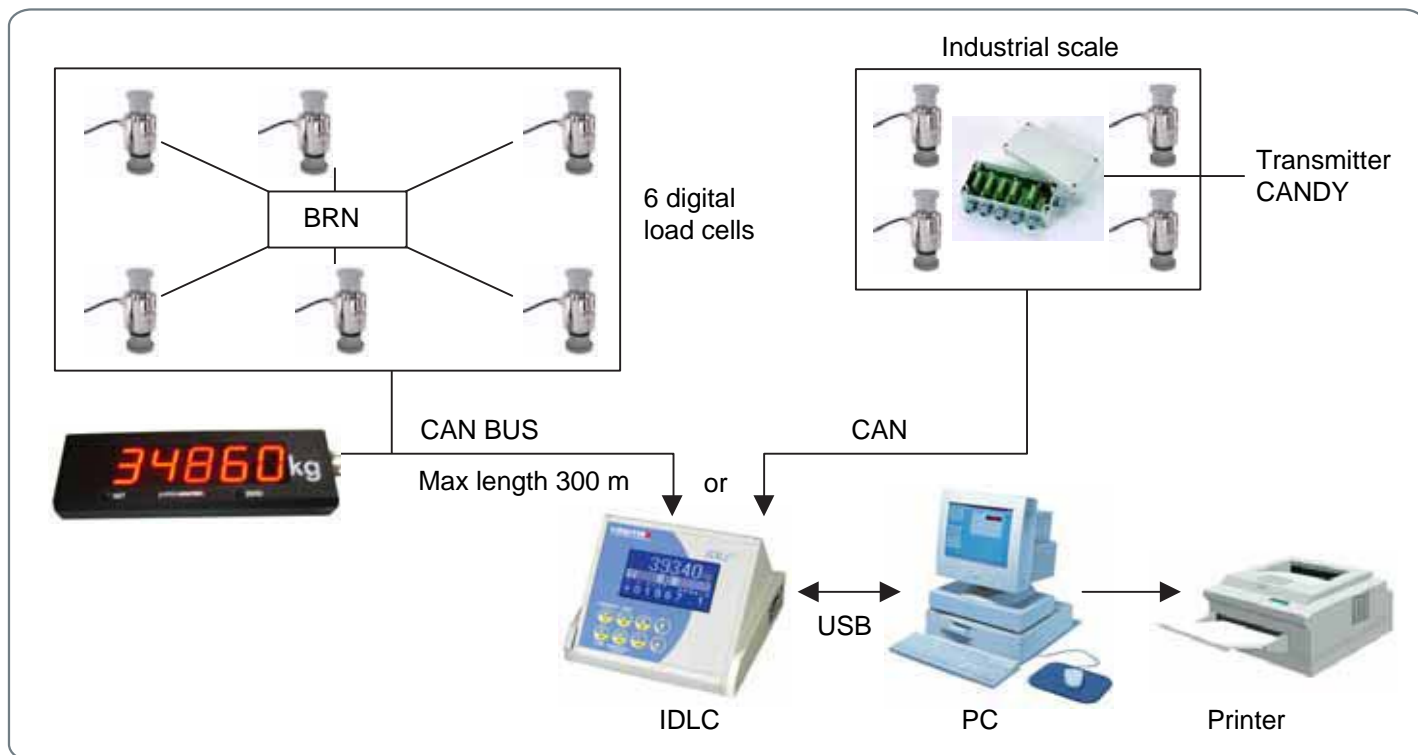 Industrial scale
BRN
6 digital
load cells
Transmitter
CANDY
34860kg
CAN BUS
CAN
Max length 300 m
or
39340
IDLC
USB
IDLC
PC
Printer